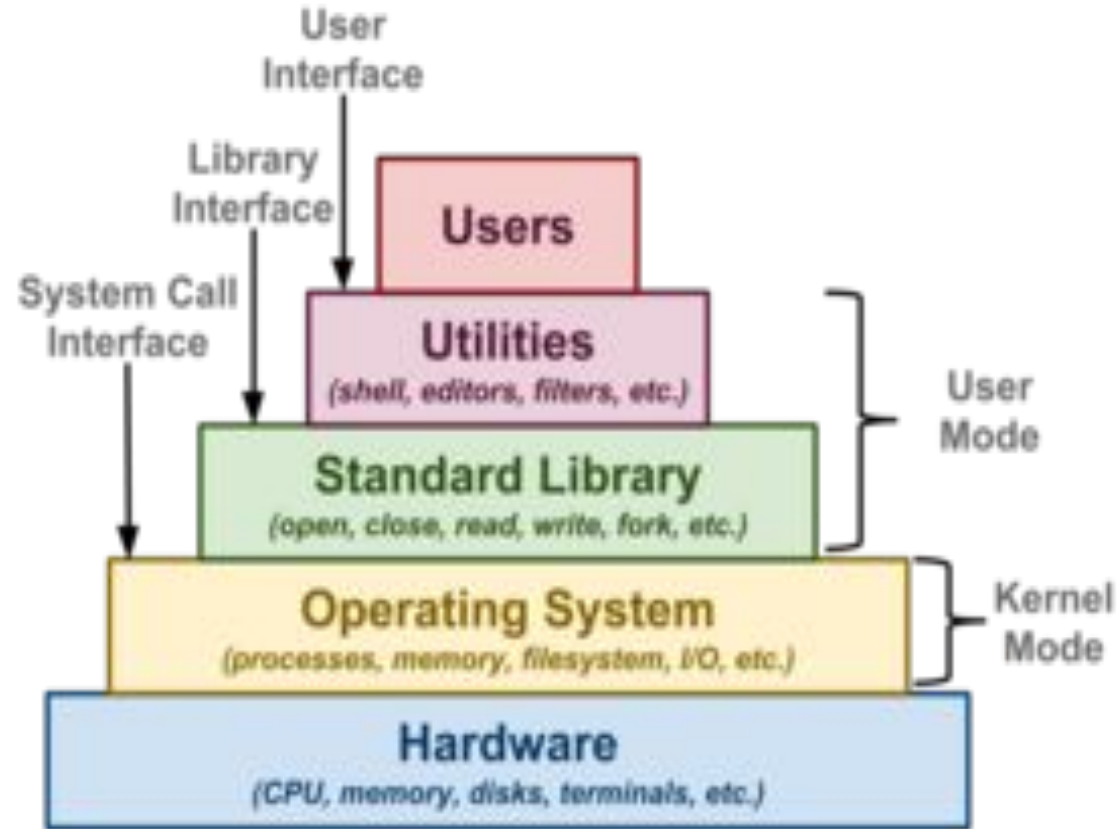 User
Interface
Library
Interface
System Call
Interface
Users
Utilities
(shell, editors, filters, etc.)
Standard Library
(open, close, read, write, fork, etc.)
Operating System
(processes, memory, filesystem, I/O, etc.)
Hardware
(CPU, memory, disks, terminals, etc.)
User
Mode
Kernel
Mode